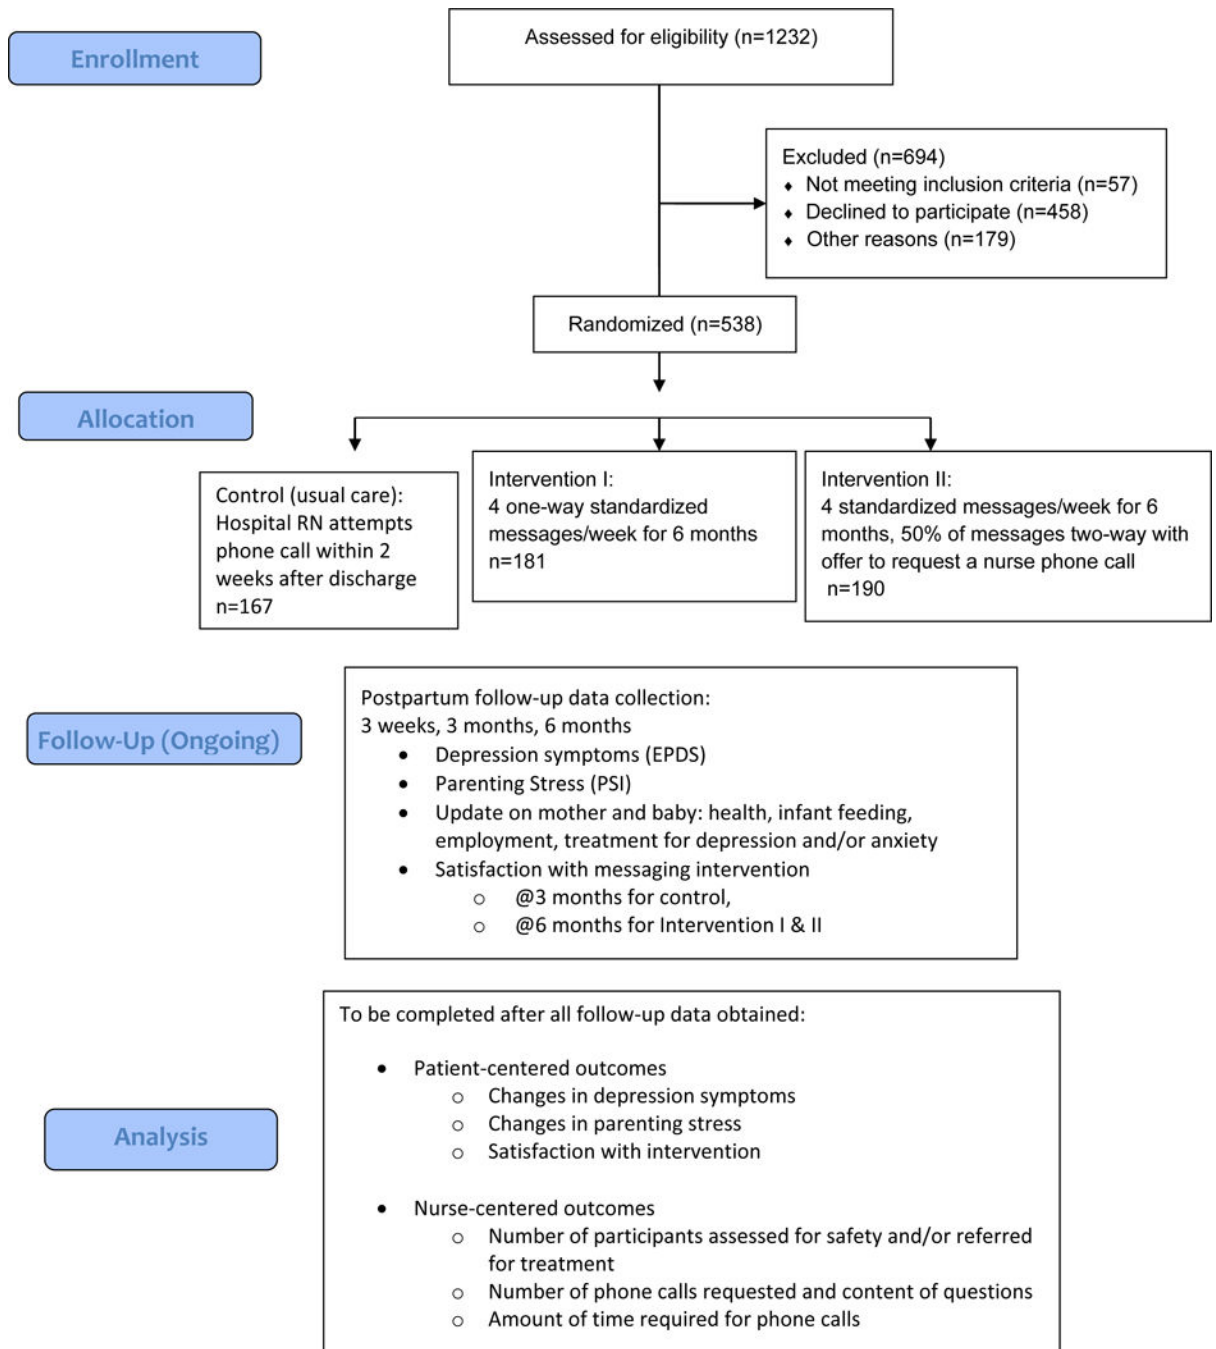 Enrollment
Assessed for eligibility (n=1232)
Excluded (n=694)
♦ Not meeting inclusion criteria (n=57)
♦ Declined to participate (n=458)
♦ Other reasons (n=179)
Randomized (n=538)
Allocation
Control (usual care):
Hospital RN attempts
phone call within 2
weeks after discharge
n=167
Intervention I:
4 one-way standardized
messages/week for 6 months
n=181
Intervention II:
4 standardized messages/week for 6
months, 50% of messages two-way with
offer to request a nurse phone call
n=190
Follow-Up (Ongoing)
Postpartum follow-up data collection:
3 weeks, 3 months, 6 months
• Depression symptoms (EPDS)
• Parenting Stress (PSI)
• Update on mother and baby: health, infant feeding,
employment, treatment for depression and/or anxiety
• Satisfaction with messaging intervention
o @3 months for control,
o @6 months for Intervention I & II
Analysis
To be completed after all follow-up data obtained:
• Patient-centered outcomes
o Changes in depression symptoms
o Changes in parenting stress
o Satisfaction with intervention
• Nurse-centered outcomes
o Number of participants assessed for safety and/or referred
for treatment
o Number of phone calls requested and content of questions
o Amount of time required for phone calls